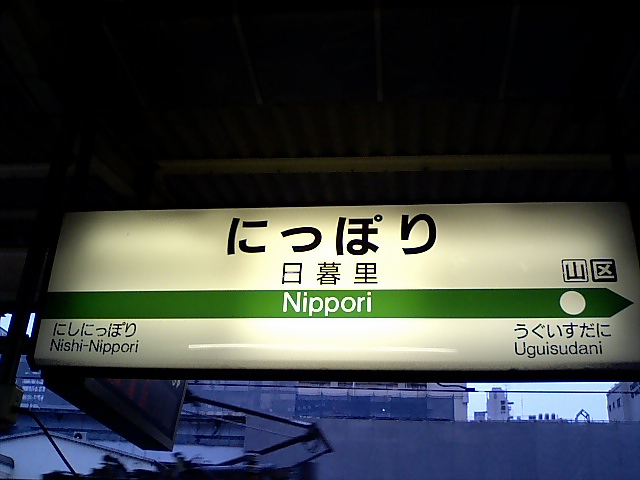 にっぽり
日暮里
山 区
Nippori
にしにっぽり
Nishi-Nippori
うぐいすだに
Uguisudani